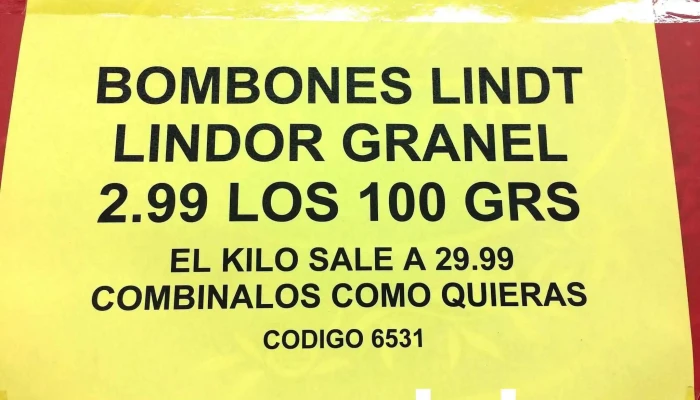 BOMBONES LINDT
LINDOR GRANEL
2.99 LOS 100 GRS
EL KILO SALE A 29.99
COMBINALOS COMO QUIERAS
CODIGO 6531